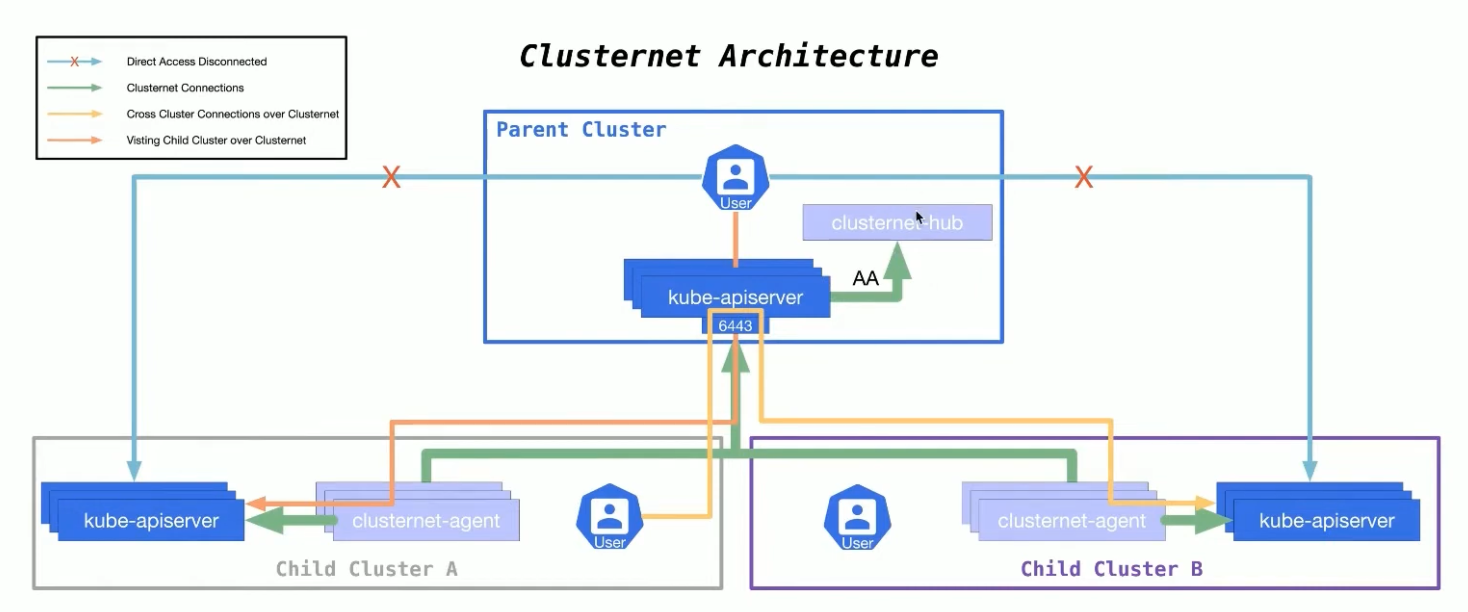 Clusternet Architecture
X Direct Access Disconnected
Clusternet Connections
Cross Cluster Connections over Clusternet
Visting Child Cluster over Clusternet
Parent Cluster
X
User
X
clusternet-hub
AA
kube-apiserver
6443
kube-apiserver
clusternet-agent
User
Child Cluster A
User
clusternet-agent
kube-apiserver
Child Cluster B